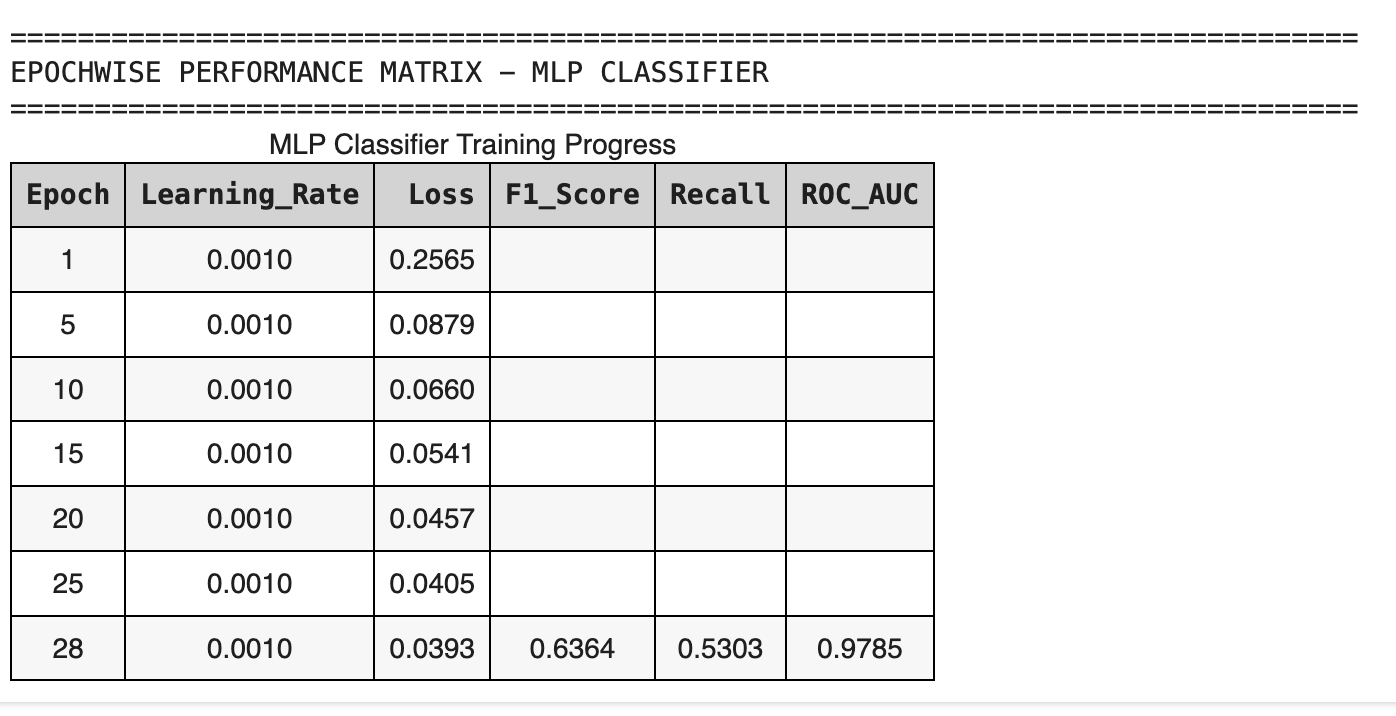 ================================================================================
EPOCHWISE PERFORMANCE MATRIX – MLP CLASSIFIER
================================================================================
MLP Classifier Training Progress
Epoch Learning_Rate Loss F1_Score Recall ROC_AUC
1 0.0010 0.2565
5 0.0010 0.0879
10 0.0010 0.0660
15 0.0010 0.0541
20 0.0010 0.0457
25 0.0010 0.0405
28 0.0010 0.0393 0.6364 0.5303 0.9785